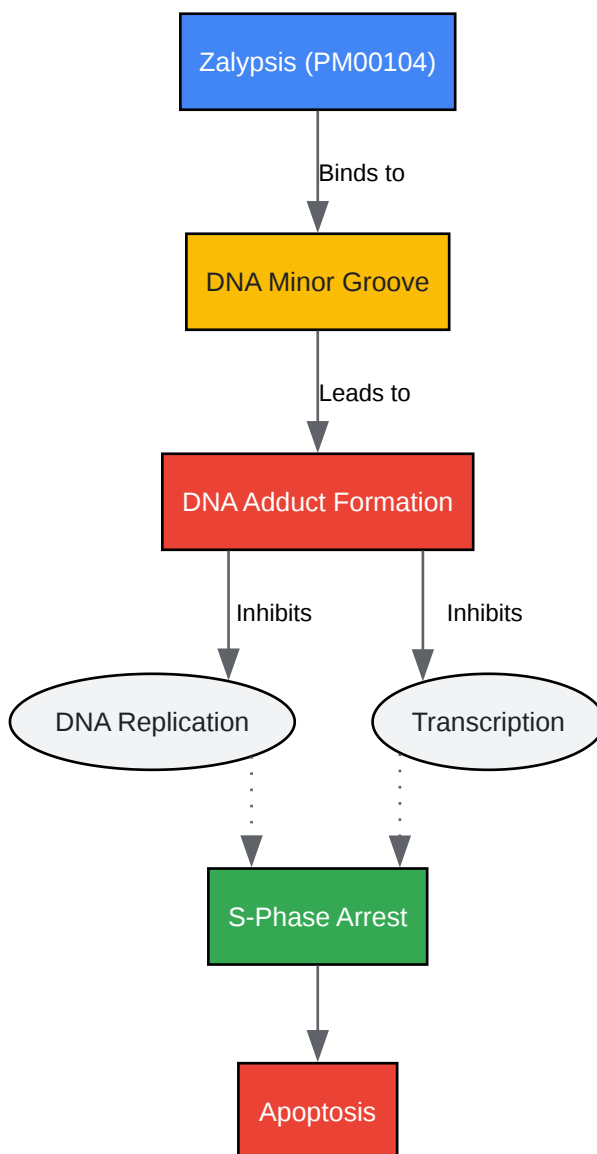 Zalypsis (PM00104)
Binds to
DNA Minor Groove
Leads to
DNA Adduct Formation
Inhibits
Inhibits
DNA Replication
Transcription
S-Phase Arrest
Apoptosis